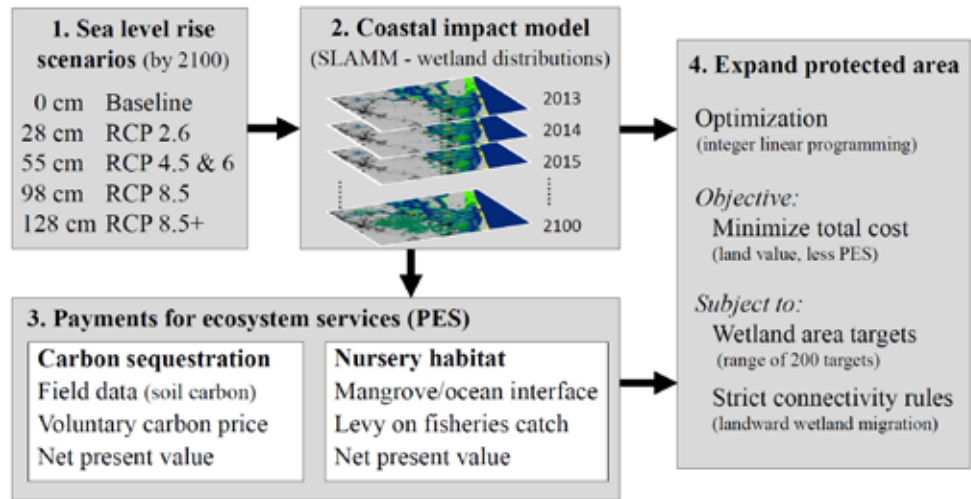 1. Sea level rise
scenarios (by 2100)
0 cm Baseline
28 cm RCP 2.6
55 cm RCP 4.5 & 6
98 cm RCP 8.5
128 cm RCP 8.5+
2. Coastal impact model
(SLAMM - wetland distributions)
2013
2014
2015
2100
3. Payments for ecosystem services (PES)
Carbon sequestration
Field data (soil carbon)
Voluntary carbon price
Net present value
Nursery habitat
Mangrove/ocean interface
Levy on fisheries catch
Net present value
4. Expand protected area
Optimization
(integer linear programming)
Objective:
Minimize total cost
(land value, less PES)
Subject to:
Wetland area targets
(range of 200 targets)
Strict connectivity rules
(landward wetland migration)